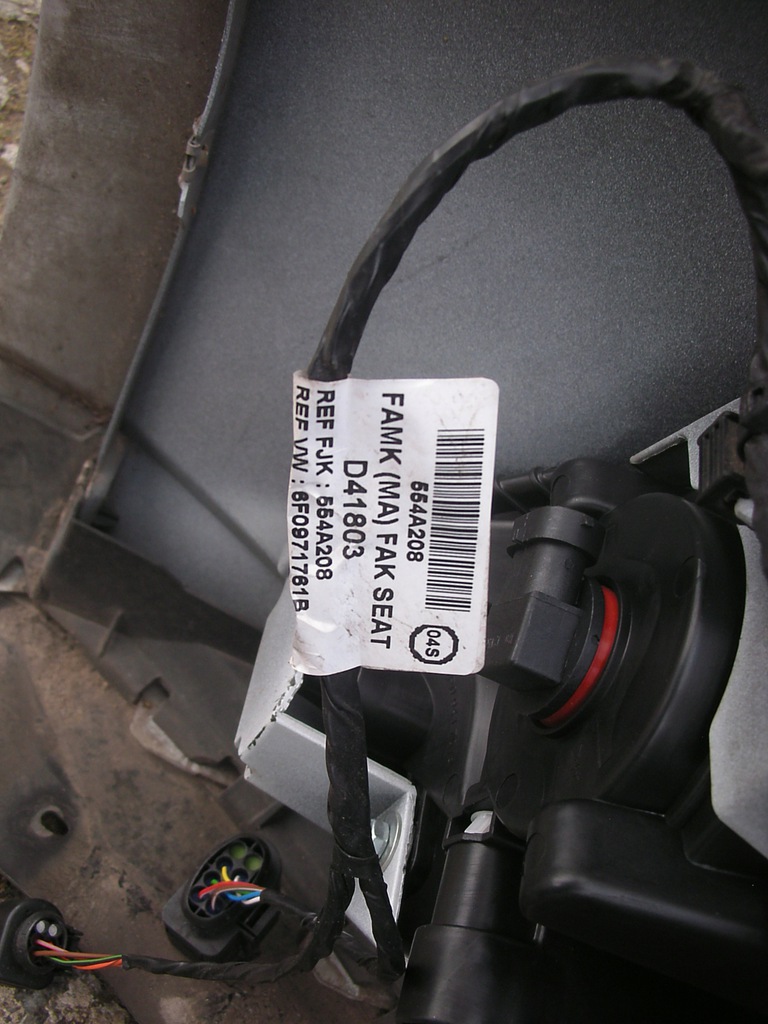 554A208
FAMK (MA) FAK SEAT
D41803
REF FJK : 554A208
REF VW : 6F0971761B
04S